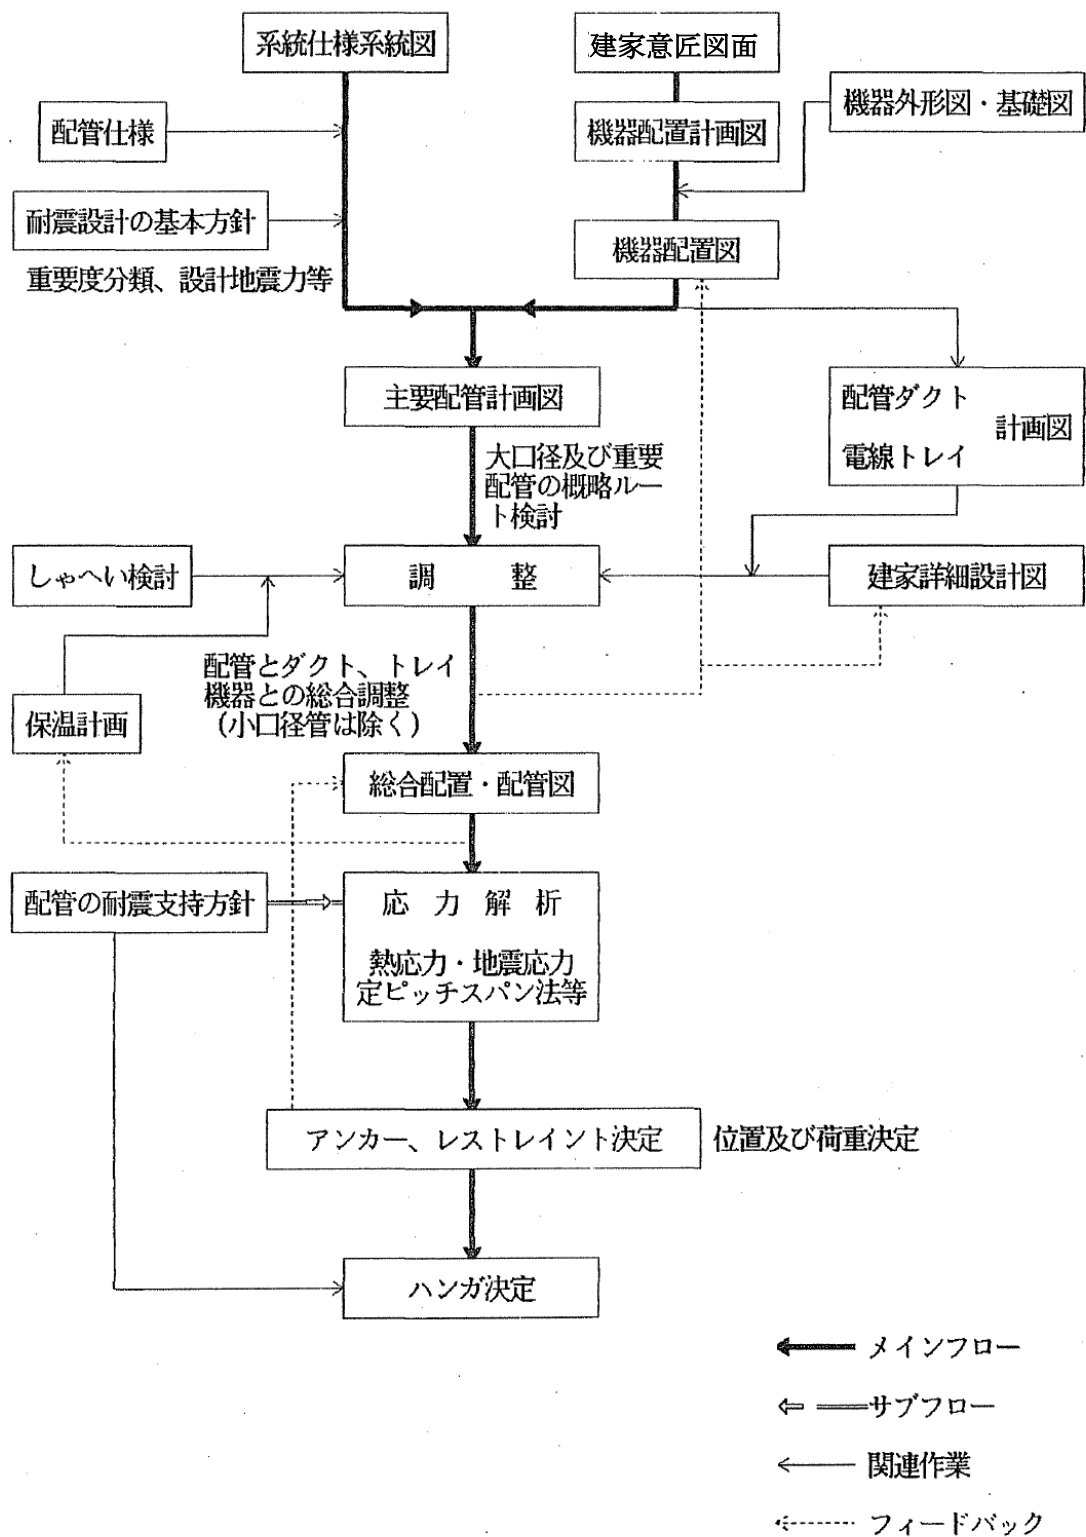 系統仕様系統図
建家意匠図面
機器外形図・基礎図
配管仕様
機器配置計画図
耐震設計の基本方針
機器配置図
重要度分類、設計地震力等
主要配管計画図
配管ダクト
計画図
電線トレイ
大口径及び重要
配管の概略ルー
ト検討
しゃへい検討
調 整
建家詳細設計図
配管とダクト、トレイ
機器との総合調整
(小口径管は除く)
保温計画
総合配置・配管図
配管の耐震支持方針
応 力 解 析
熱応力・地震応力
定ピッチスパン法等
アンカー、レストレイント決定
位置及び荷重決定
ハンガ決定
メインフロー
サブフロー
関連作業
フィードバック